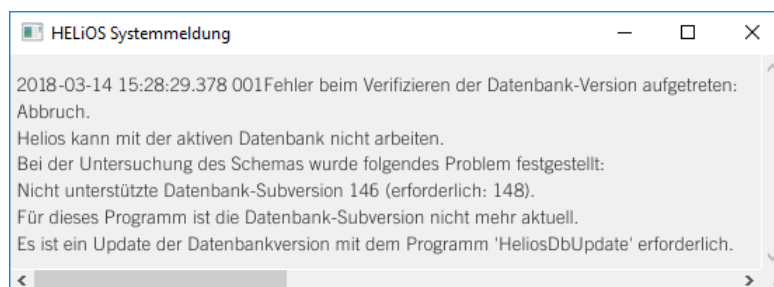 HELiOS Systemmeldung
2018-03-14 15:28:29.378 001Fehler beim Verifizieren der Datenbank-Version aufgetreten:
Abbruch.
Helios kann mit der aktiven Datenbank nicht arbeiten.
Bei der Untersuchung des Schemas wurde folgendes Problem festgestellt:
Nicht unterstützte Datenbank-Subversion 146 (erforderlich: 148).
Für dieses Programm ist die Datenbank-Subversion nicht mehr aktuell.
Es ist ein Update der Datenbankversion mit dem Programm 'HeliosDbUpdate' erforderlich.